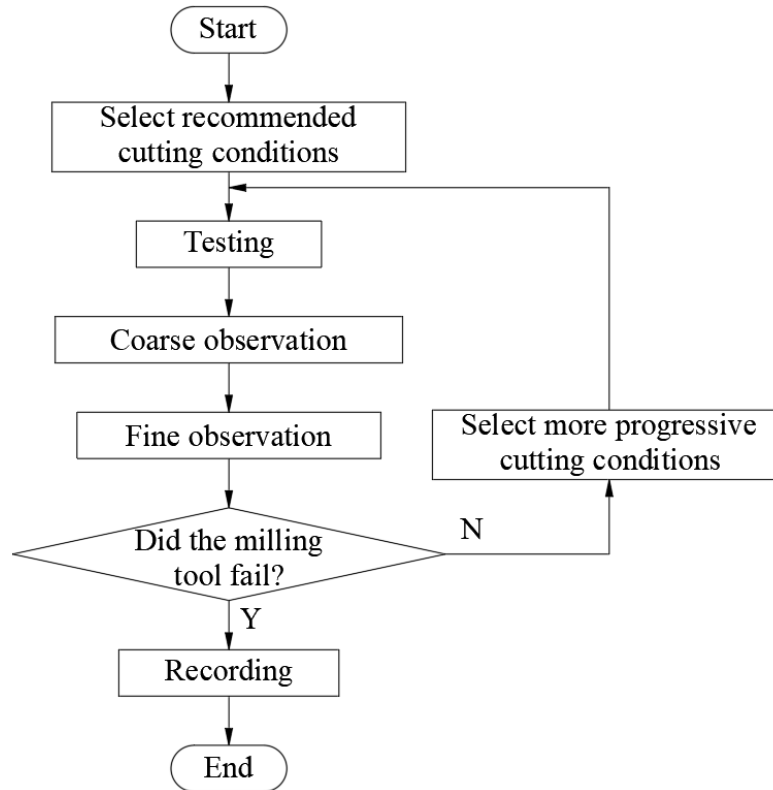 Start
Select recommended
cutting conditions
Testing
Coarse observation
Fine observation
Select more progressive
cutting conditions
Did the milling
tool fail?
N
Y
Recording
End